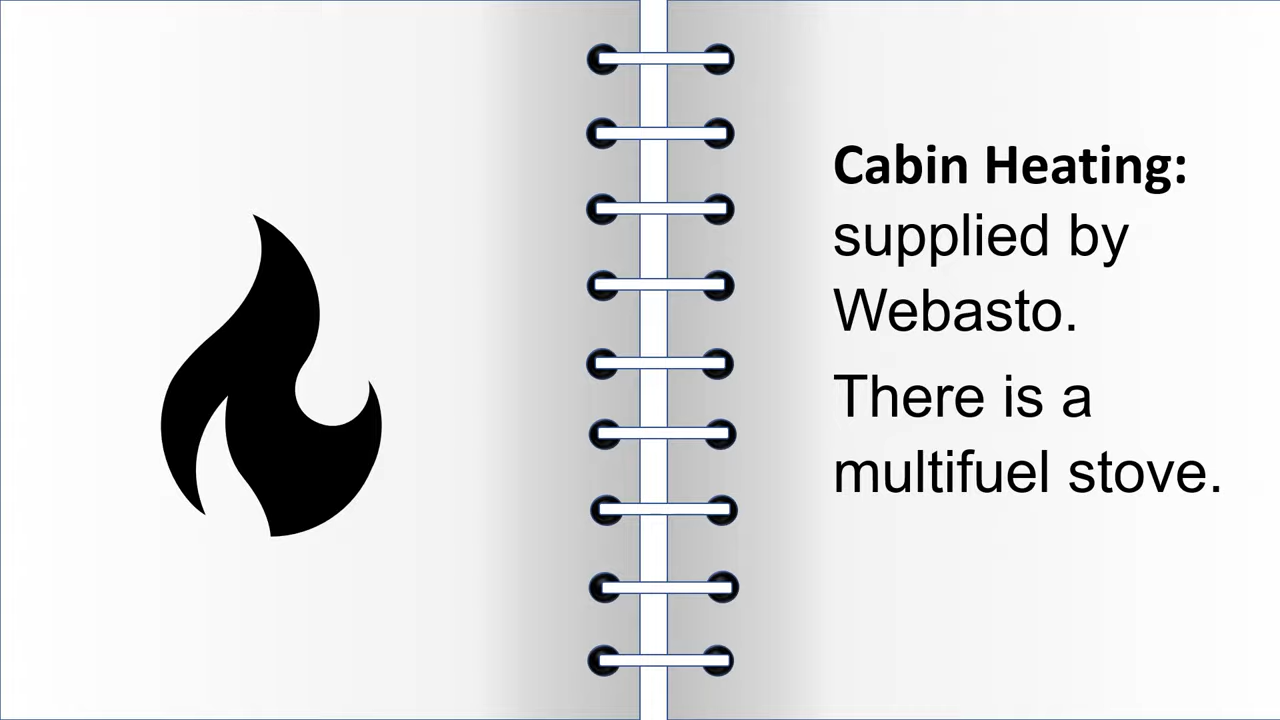 Cabin Heating:
supplied by
Webasto.
There is a
multifuel stove.